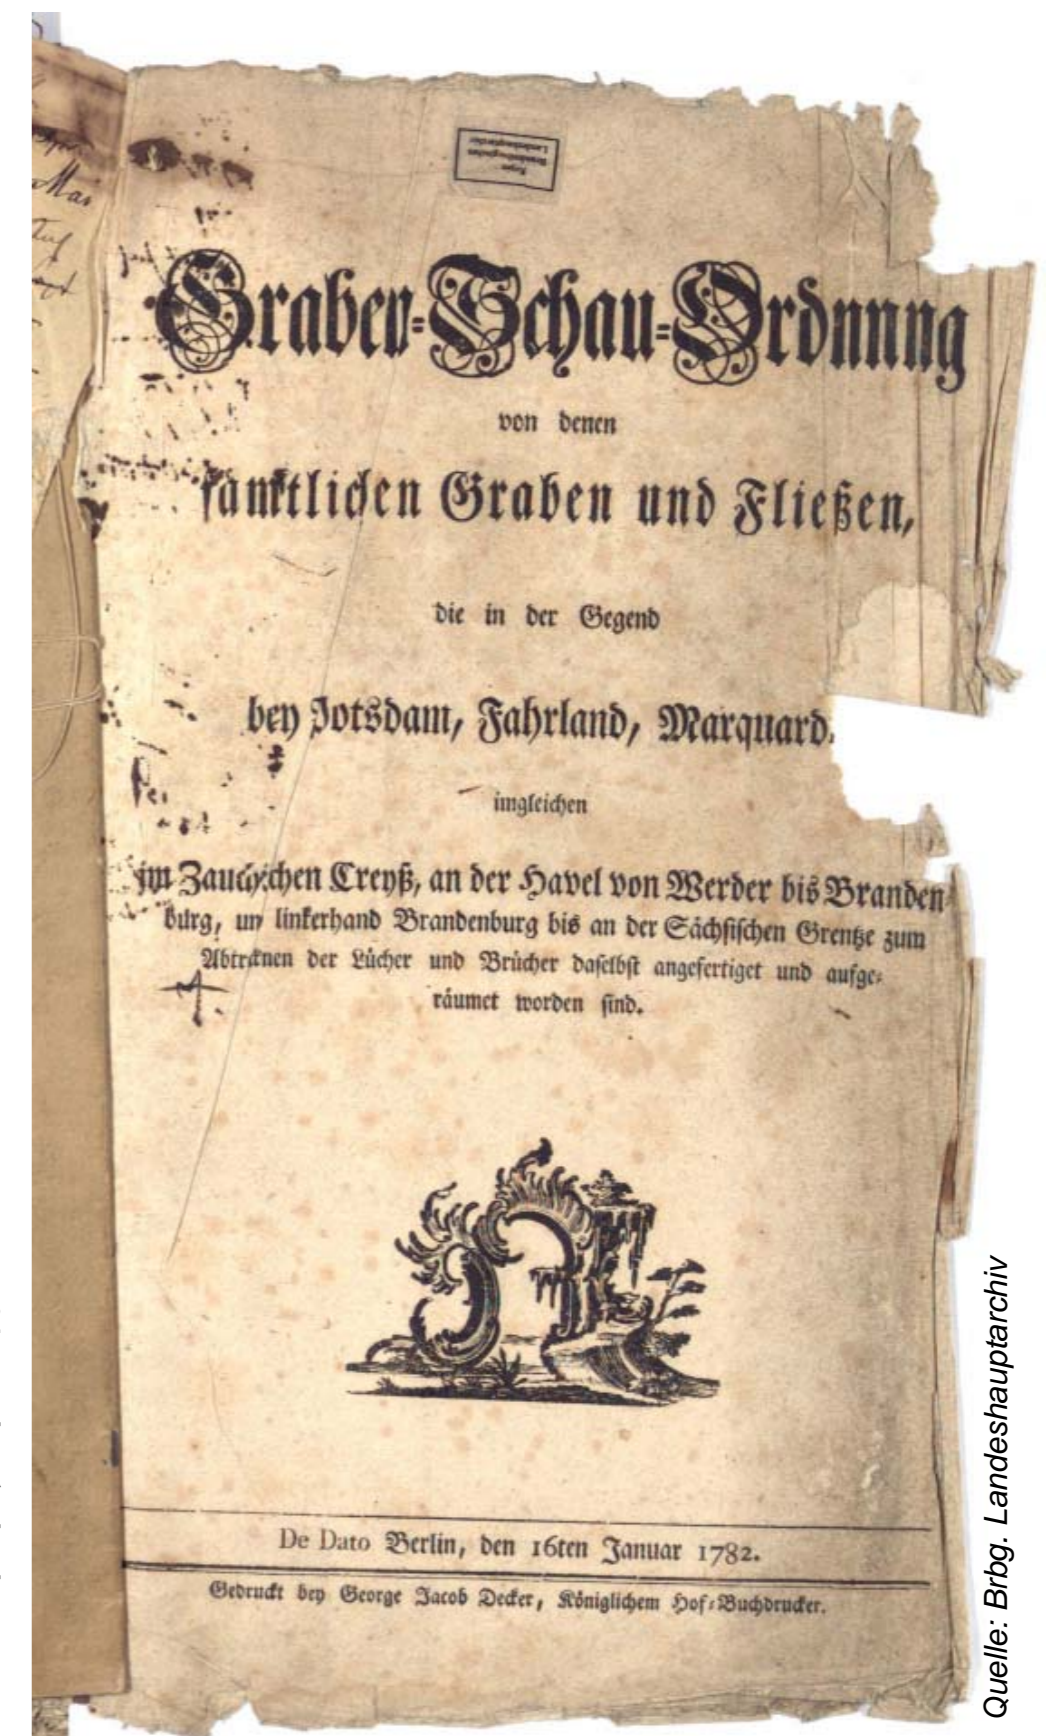 Graben-Schau-Ordnung
von denen
sämtlichen Graben und Fließen,
die in der Gegend
bey Potsdam, Fahrland, Marquard,
imgleichen
im Zauchschen Creyß, an der Havel von Werder bis Branden-
burg, und linkerhand Brandenburg bis an der Sächsischen Grentze zum
Abtrocknen der Lücher und Brücher daselbst angefertiget und aufge-
räumet worden sind.
De Dato Berlin, den 16ten Januar 1782.
Gedruckt bey George Jacob Decker, Königlichem Hof-Buchdrucker.
Quelle: Brbg. Landeshauptarchiv